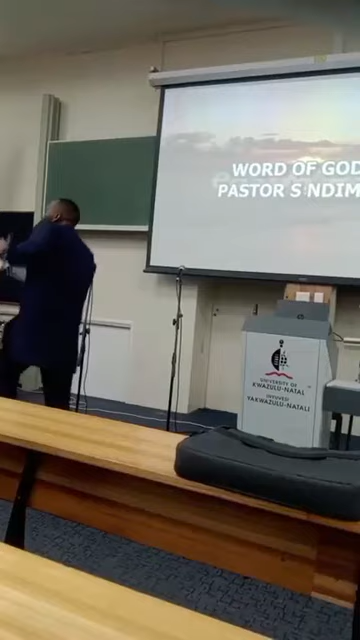 WORD OF GOD
PASTOR S NDIM
UNIVERSITY OF
KWAZULU-NATAL
INYUVESI
YAKWAZULU-NATALI